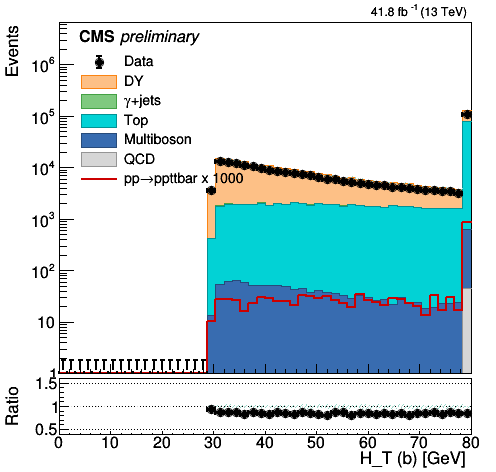 41.8 fb⁻¹ (13 TeV)
CMS preliminary
Events
Data
DY
γ+jets
Top
Multiboson
QCD
pp→ppttbar x 1000
10⁶
10⁵
10⁴
10³
10²
10
1
Ratio
1.5
1
0.5
0 10 20 30 40 50 60 70 80
H_T (b) [GeV]